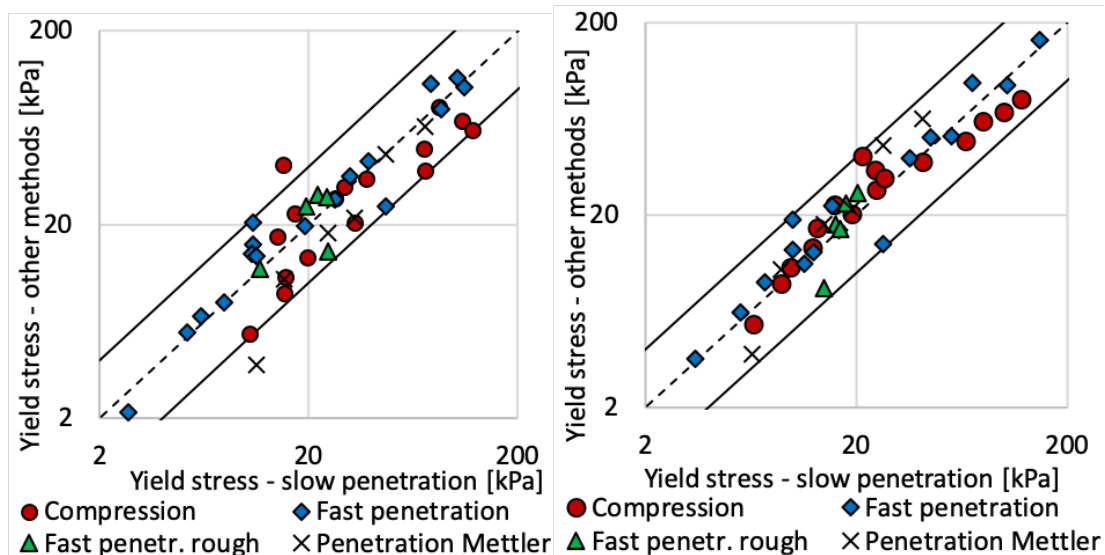 Yield stress - other methods [kPa]
200
20
2
2 20 200
Yield stress - slow penetration [kPa]
Compression Fast penetration
Fast penetr. rough Penetration Mettler
Yield stress - other methods [kPa]
200
20
2
2 20 200
Yield stress - slow penetration [kPa]
Compression Fast penetration
Fast penetr. rough Penetration Mettler